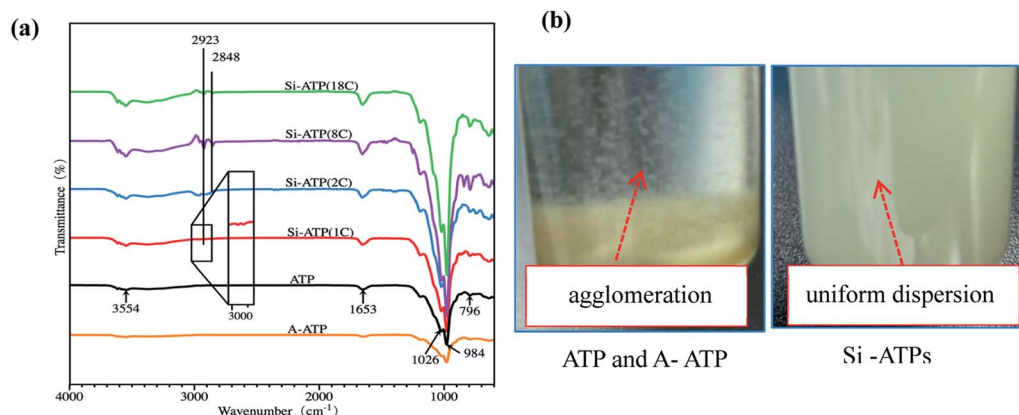 (a)
2923
2848
Si-ATP(18C)
Si-ATP(8C)
Si-ATP(2C)
Si-ATP(1C)
ATP
A-ATP
3554
3000
1653
796
1026
984
Transmittance (%)
4000
3000
2000
1000
Wavenumber (cm⁻¹)
(b)
agglomeration
uniform dispersion
ATP and A- ATP
Si -ATPs